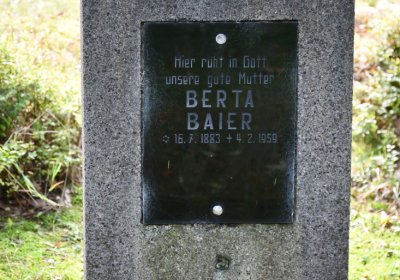 Hier ruht in Gott
unsere gute Mutter
BERTA
BAIER
☆ 16. 7. 1883 + 4. 2. 1959